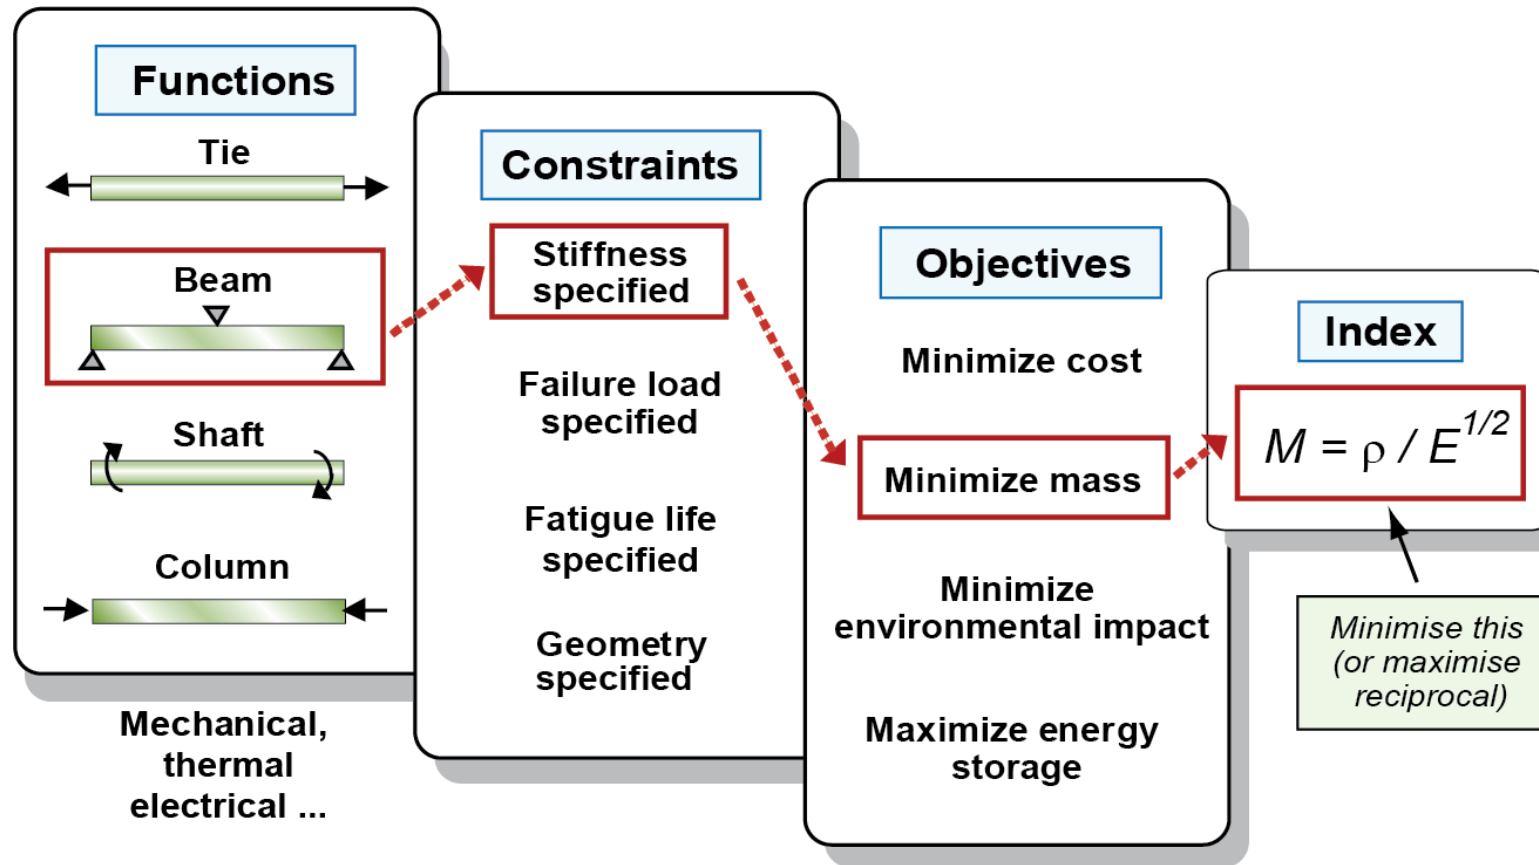 Functions
Tie
Beam
Shaft
Column
Mechanical,
thermal
electrical ...
Constraints
Stiffness
specified
Failure load
specified
Fatigue life
specified
Geometry
specified
Objectives
Minimize cost
Minimize mass
Minimize
environmental impact
Maximize energy
storage
Index
M = ρ / E^1/2
Minimise this
(or maximise
reciprocal)